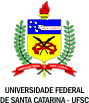 UNIVERSIDADE FEDERAL
DE SANTA CATARINA - UFSC